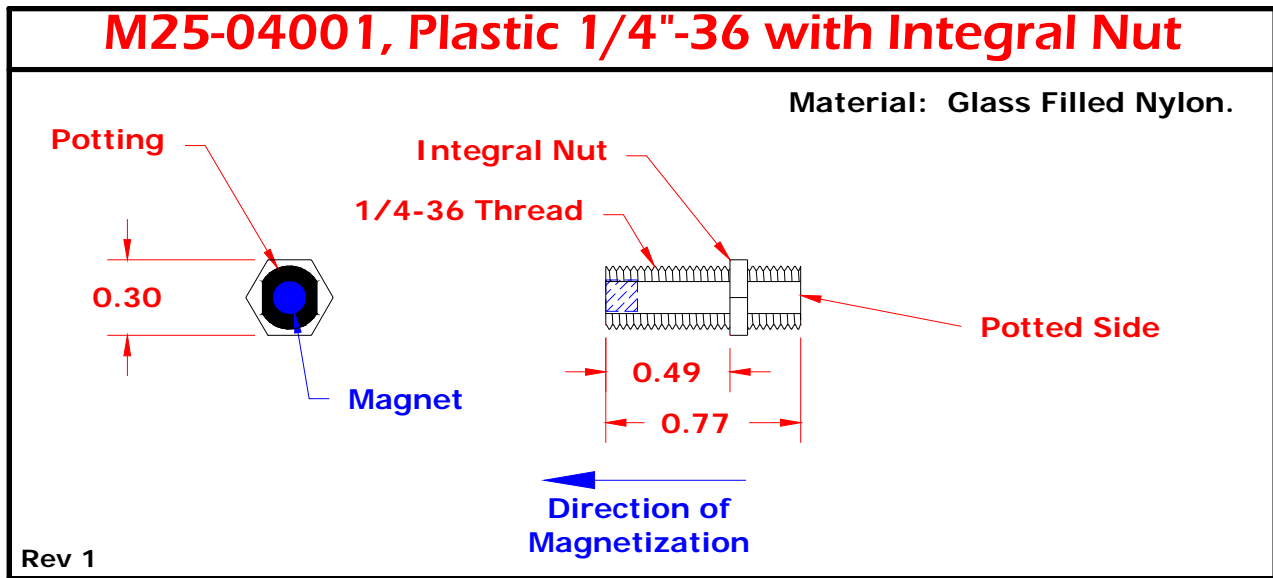 M25-04001, Plastic 1/4"-36 with Integral Nut
Material: Glass Filled Nylon.
Potting
Integral Nut
1/4-36 Thread
0.30
Potted Side
0.49
Magnet
0.77
Direction of
Magnetization
Rev 1